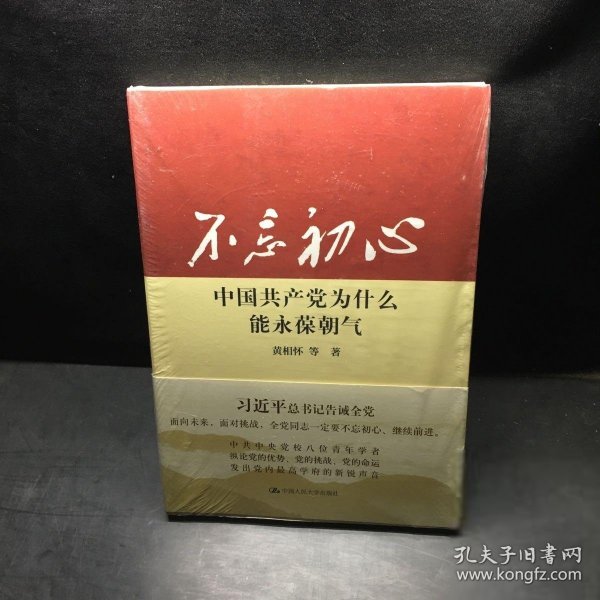 不忘初心
中国共产党为什么
能永葆朝气
黄相怀 等 著
习近平总书记告诫全党
面向未来，面对挑战，全党同志一定要不忘初心、继续前进。
中共中央党校八位青年学者
纵论党的优势、党的挑战、党的命运
发出党内最高学府的新锐声音
中国人民大学出版社
孔夫子旧书网
www.kongfz.com